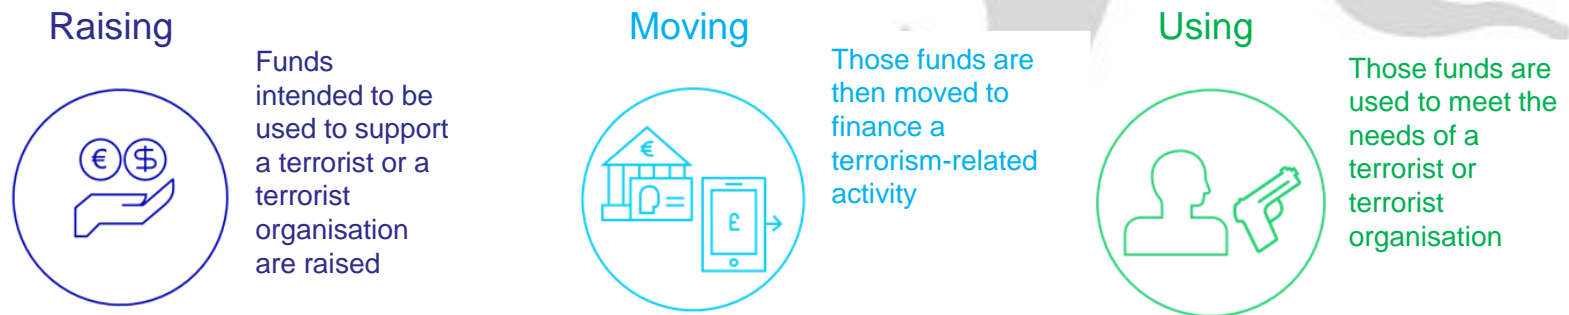 Raising
Funds
intended to be
used to support
a terrorist or a
terrorist
organisation
are raised
€ $
Moving
Those funds are
then moved to
finance a
terrorism-related
activity
€
£
Using
Those funds are
used to meet the
needs of a
terrorist or
terrorist
organisation